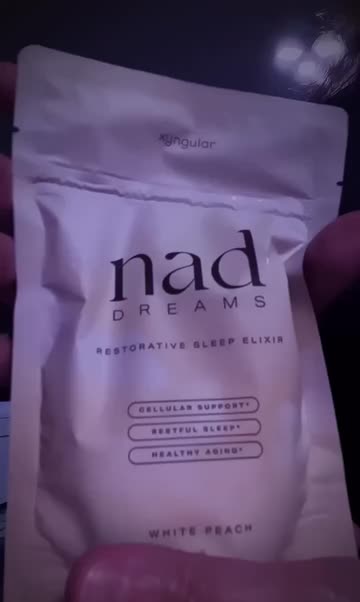 xyngular
nad
DREAMS
RESTORATIVE SLEEP ELIXIR
CELLULAR SUPPORT*
RESTFUL SLEEP*
HEALTHY AGING*
WHITE PEACH